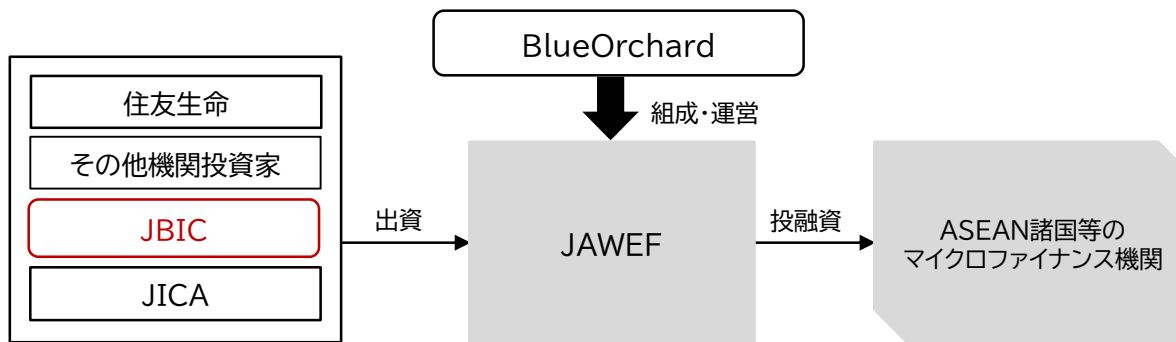 BlueOrchard
組成・運営
住友生命
その他機関投資家
JBIC
JICA
出資
JAWEF
投融資
ASEAN諸国等の
マイクロファイナンス機関